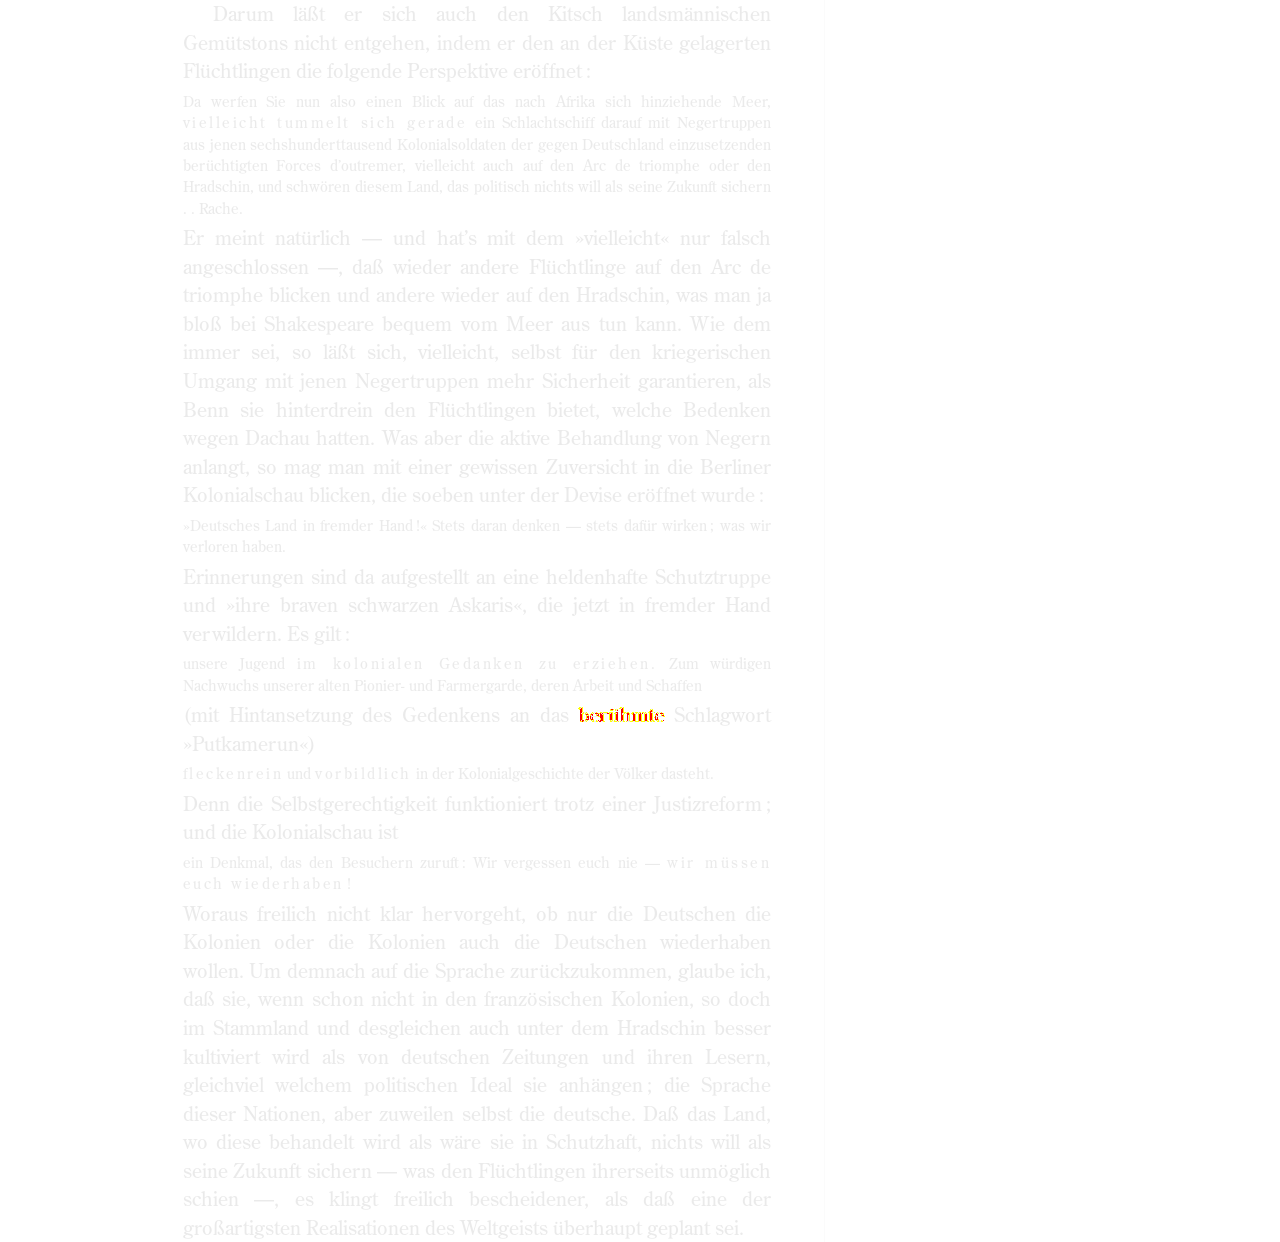 Darum läßt er sich auch den Kitsch landsmännischen
Gemütstons nicht entgehen, indem er den an der Küste gelagerten
Flüchtlingen die folgende Perspektive eröffnet :
Da werfen Sie nun also einen Blick auf das nach Afrika sich hinziehende Meer,
vielleicht tummelt sich gerade ein Schlachtschiff darauf mit Negertruppen
aus jenen sechshunderttausend Kolonialsoldaten der gegen Deutschland einzusetzenden
berüchtigten Forces d'outremer, vielleicht auch auf den Arc de triomphe oder den
Hradschin, und schwören diesem Land, das politisch nichts will als seine Zukunft sichern
. . Rache.
Er meint natürlich — und hat's mit dem »vielleicht« nur falsch
angeschlossen —, daß wieder andere Flüchtlinge auf den Arc de
triomphe blicken und andere wieder auf den Hradschin, was man ja
bloß bei Shakespeare bequem vom Meer aus tun kann. Wie dem
immer sei, so läßt sich, vielleicht, selbst für den kriegerischen
Umgang mit jenen Negertruppen mehr Sicherheit garantieren, als
Benn sie hinterdrein den Flüchtlingen bietet, welche Bedenken
wegen Dachau hatten. Was aber die aktive Behandlung von Negern
anlangt, so mag man mit einer gewissen Zuversicht in die Berliner
Kolonialschau blicken, die soeben unter der Devise eröffnet wurde :
»Deutsches Land in fremder Hand !« Stets daran denken — stets dafür wirken ; was wir
verloren haben.
Erinnerungen sind da aufgestellt an eine heldenhafte Schutztruppe
und »ihre braven schwarzen Askaris«, die jetzt in fremder Hand
verwildern. Es gilt :
unsere Jugend im kolonialen Gedanken zu erziehen. Zum würdigen
Nachwuchs unserer alten Pionier- und Farmergarde, deren Arbeit und Schaffen
(mit Hintansetzung des Gedenkens an das berühmte Schlagwort
»Putkamerun«)
fleckenrein und vorbildlich in der Kolonialgeschichte der Völker dasteht.
Denn die Selbstgerechtigkeit funktioniert trotz einer Justizreform ;
und die Kolonialschau ist
ein Denkmal, das den Besuchern zuruft : Wir vergessen euch nie — wir müssen
euch wiederhaben !
Woraus freilich nicht klar hervorgeht, ob nur die Deutschen die
Kolonien oder die Kolonien auch die Deutschen wiederhaben
wollen. Um demnach auf die Sprache zurückzukommen, glaube ich,
daß sie, wenn schon nicht in den französischen Kolonien, so doch
im Stammland und desgleichen auch unter dem Hradschin besser
kultiviert wird als von deutschen Zeitungen und ihren Lesern,
gleichviel welchem politischen Ideal sie anhängen ; die Sprache
dieser Nationen, aber zuweilen selbst die deutsche. Daß das Land,
wo diese behandelt wird als wäre sie in Schutzhaft, nichts will als
seine Zukunft sichern — was den Flüchtlingen ihrerseits unmöglich
schien —, es klingt freilich bescheidener, als daß eine der
großartigsten Realisationen des Weltgeists überhaupt geplant sei.